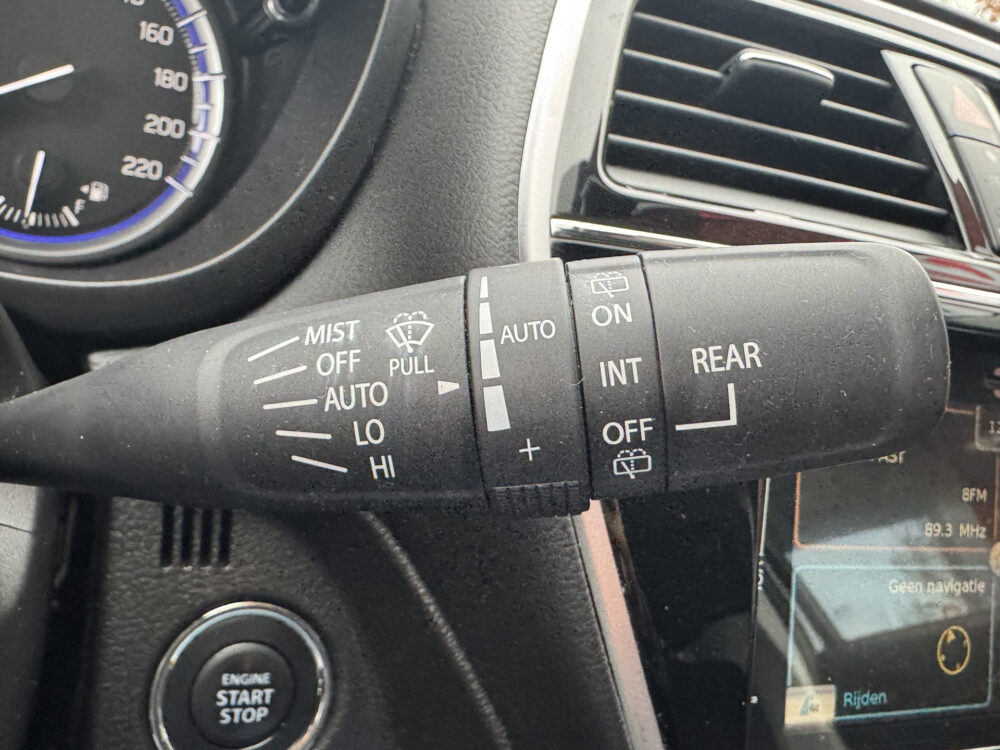 160
180
200
220
F
MIST
OFF
AUTO
LO
HI
PULL
AUTO
+
ON
INT
OFF
REAR
8FM
89.3 MHz
Geen navigatie
Rijden
ENGINE
START
STOP